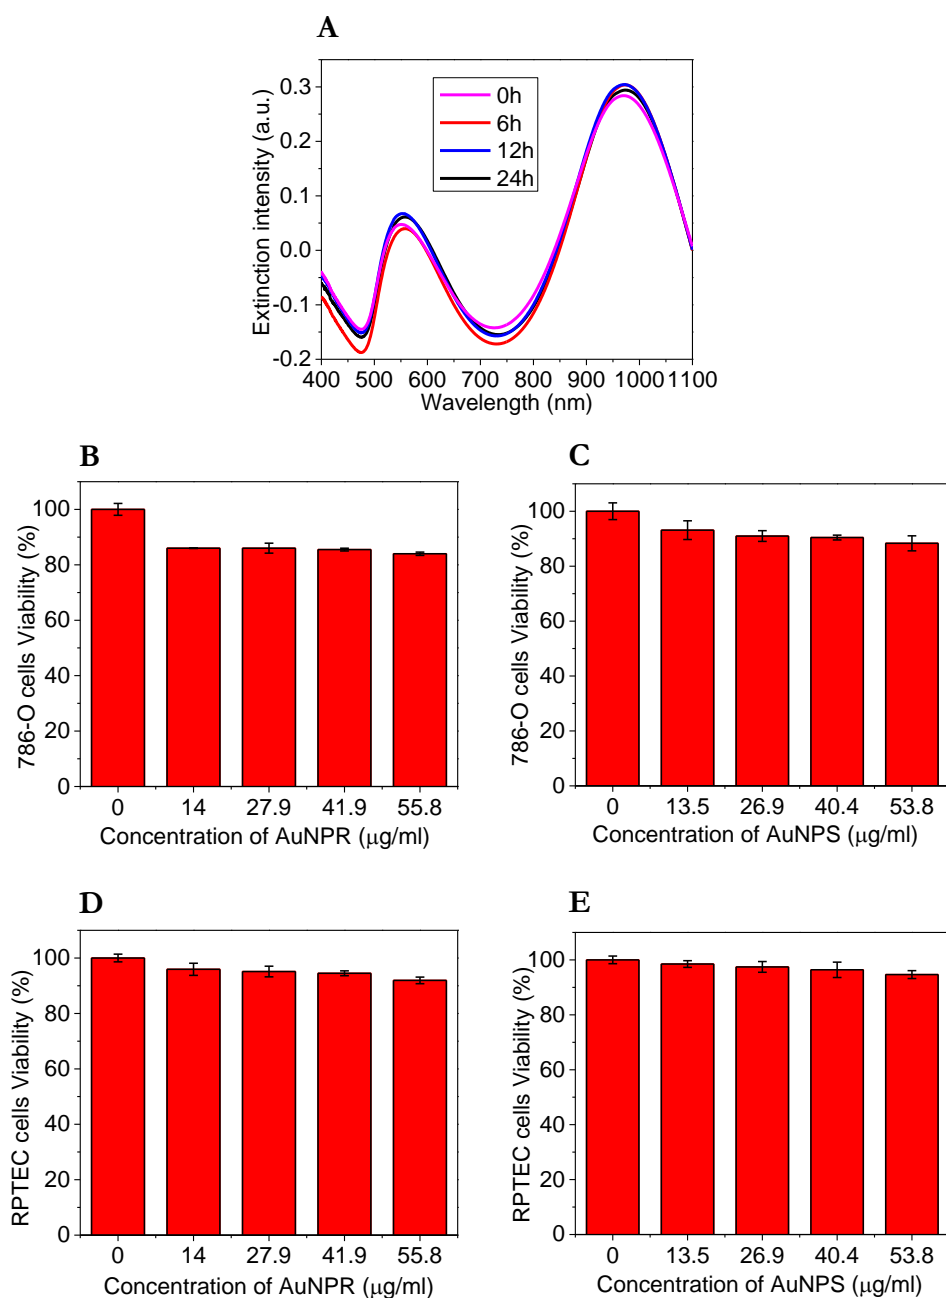 A
Extinction intensity (a.u.)
0.3
0.2
0.1
0.0
-0.1
-0.2
0h
6h
12h
24h
400 500 600 700 800 900 1000 1100
Wavelength (nm)
B
786-O cells Viability (%)
100
80
60
40
20
0
0 14 27.9 41.9 55.8
Concentration of AuNPR (μg/ml)
C
786-O cells Viability (%)
100
80
60
40
20
0
0 13.5 26.9 40.4 53.8
Concentration of AuNPS (μg/ml)
D
RPTEC cells Viability (%)
100
80
60
40
20
0
0 14 27.9 41.9 55.8
Concentration of AuNPR (μg/ml)
E
RPTEC cells Viability (%)
100
80
60
40
20
0
0 13.5 26.9 40.4 53.8
Concentration of AuNPS (μg/ml)